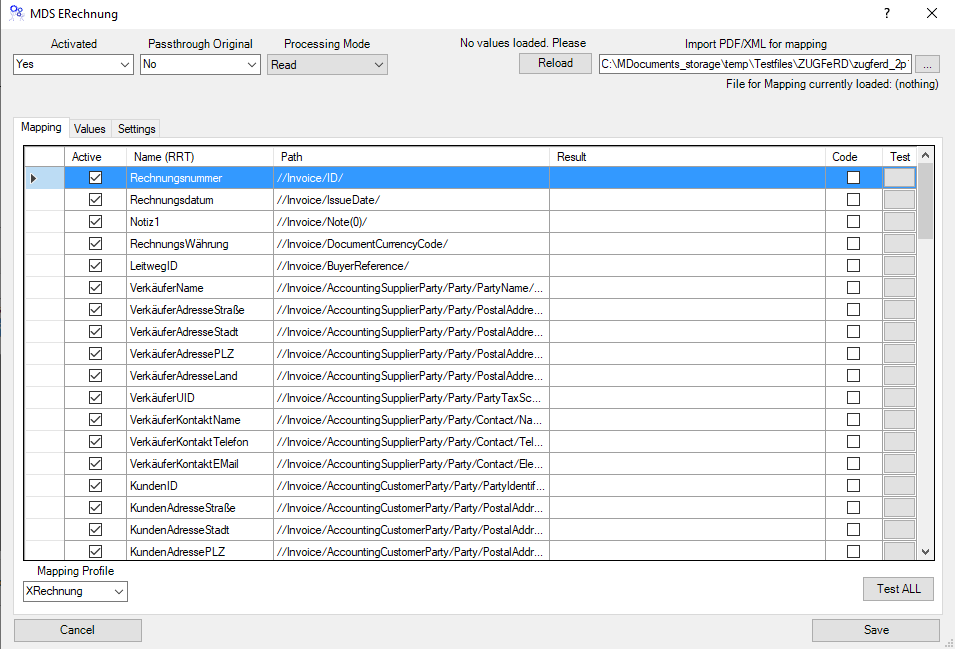 MDS ERechnung
Activated Passthrough Original Processing Mode No values loaded. Please Import PDF/XML for mapping
Yes No Read Reload C:\MDocuments_storage\temp\Testfiles\ZUGFeRD\zugferd_2p ...
File for Mapping currently loaded: (nothing)
Mapping Values Settings
Active Name (RRT) Path Result Code Test
Rechnungsnummer //Invoice/ID/
Rechnungsdatum //Invoice/IssueDate/
Notiz1 //Invoice/Note(0)/
RechnungsWährung //Invoice/DocumentCurrencyCode/
LeitwegID //Invoice/BuyerReference/
VerkäuferName //Invoice/AccountingSupplierParty/Party/PartyName/...
VerkäuferAdresseStraße //Invoice/AccountingSupplierParty/Party/PostalAddre...
VerkäuferAdresseStadt //Invoice/AccountingSupplierParty/Party/PostalAddre...
VerkäuferAdressePLZ //Invoice/AccountingSupplierParty/Party/PostalAddre...
VerkäuferAdresseLand //Invoice/AccountingSupplierParty/Party/PostalAddre...
VerkäuferUID //Invoice/AccountingSupplierParty/Party/PartyTaxSc...
VerkäuferKontaktName //Invoice/AccountingSupplierParty/Party/Contact/Na...
VerkäuferKontaktTelefon //Invoice/AccountingSupplierParty/Party/Contact/Tel...
VerkäuferKontaktEMail //Invoice/AccountingSupplierParty/Party/Contact/Ele...
KundenID //Invoice/AccountingCustomerParty/Party/PartyIdentif...
KundenAdresseStraße //Invoice/AccountingCustomerParty/Party/PostalAddr...
KundenAdresseStadt //Invoice/AccountingCustomerParty/Party/PostalAddr...
KundenAdressePLZ //Invoice/AccountingCustomerParty/Party/PostalAddr...
Mapping Profile
XRechnung Test ALL
Cancel Save